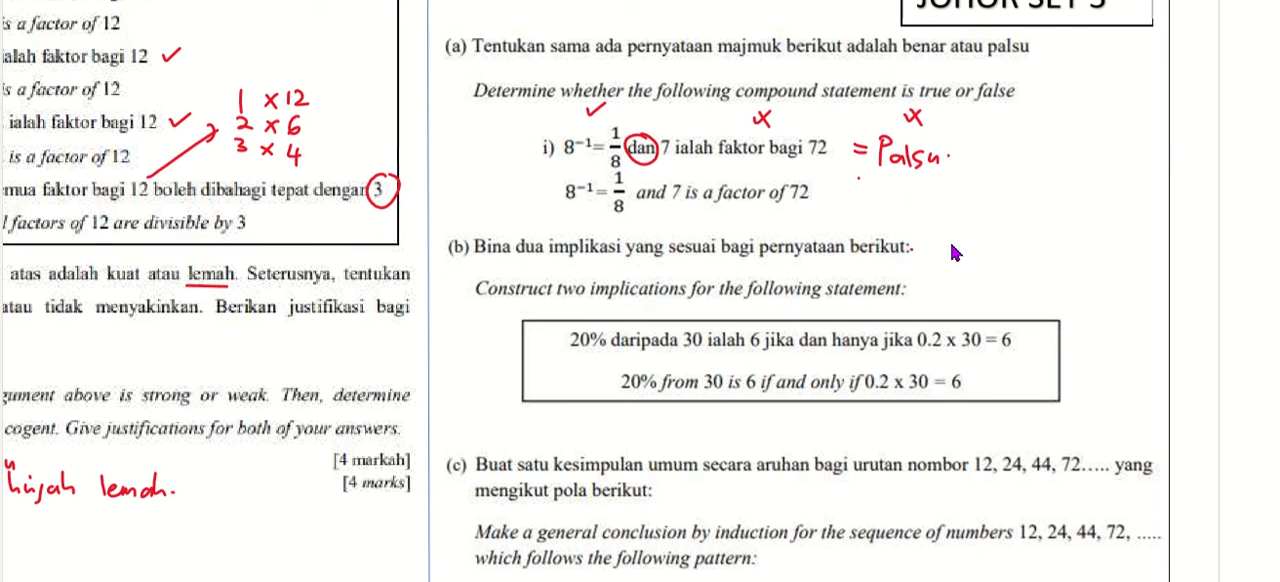 is a factor of 12
ialah faktor bagi 12 ✓
is a factor of 12
ialah faktor bagi 12 ✓
is a factor of 12
mua faktor bagi 12 boleh dibahagi tepat dengan 3
l factors of 12 are divisible by 3
1 × 12
2 × 6
3 × 4
atas adalah kuat atau lemah. Seterusnya, tentukan
atau tidak menyakinkan. Berikan justifikasi bagi
gument above is strong or weak. Then, determine
cogent. Give justifications for both of your answers.
[4 markah]
[4 marks]
hujah lemah.
JOHOR SET 3
(a) Tentukan sama ada pernyataan majmuk berikut adalah benar atau palsu
Determine whether the following compound statement is true or false
✓ × ×
i) 8⁻¹= 1/8 dan 7 ialah faktor bagi 72 = Palsu.
8⁻¹= 1/8 and 7 is a factor of 72
(b) Bina dua implikasi yang sesuai bagi pernyataan berikut:
Construct two implications for the following statement:
20% daripada 30 ialah 6 jika dan hanya jika 0.2 x 30 = 6
20% from 30 is 6 if and only if 0.2 x 30 = 6
(c) Buat satu kesimpulan umum secara aruhan bagi urutan nombor 12, 24, 44, 72..... yang
mengikut pola berikut:
Make a general conclusion by induction for the sequence of numbers 12, 24, 44, 72, .....
which follows the following pattern: